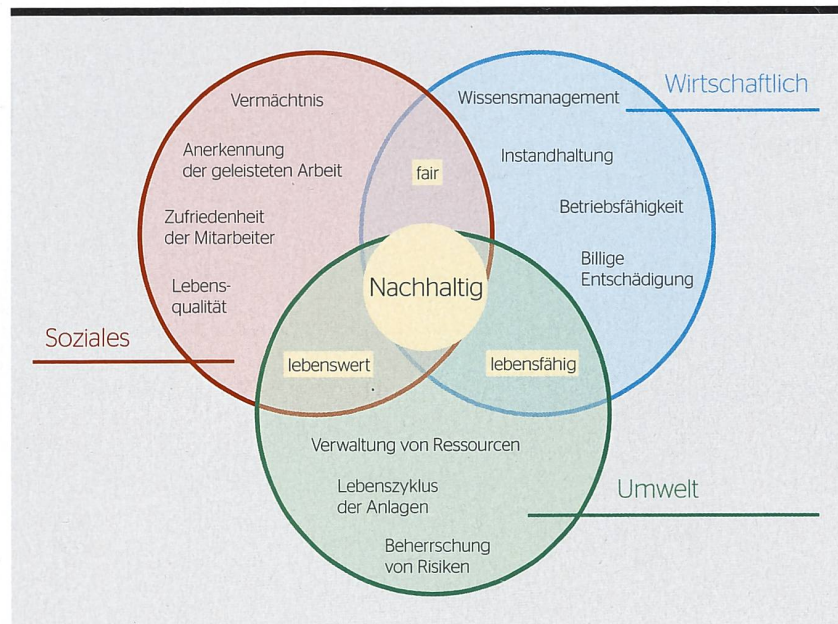 Wirtschaftlich
Wissensmanagement
Instandhaltung
Betriebsfähigkeit
Billige
Entschädigung
Vermächtnis
Anerkennung
der geleisteten Arbeit
Zufriedenheit
der Mitarbeiter
Lebens-
qualität
Soziales
fair
Nachhaltig
lebenswert
lebensfähig
Verwaltung von Ressourcen
Lebenszyklus
der Anlagen
Beherrschung
von Risiken
Umwelt